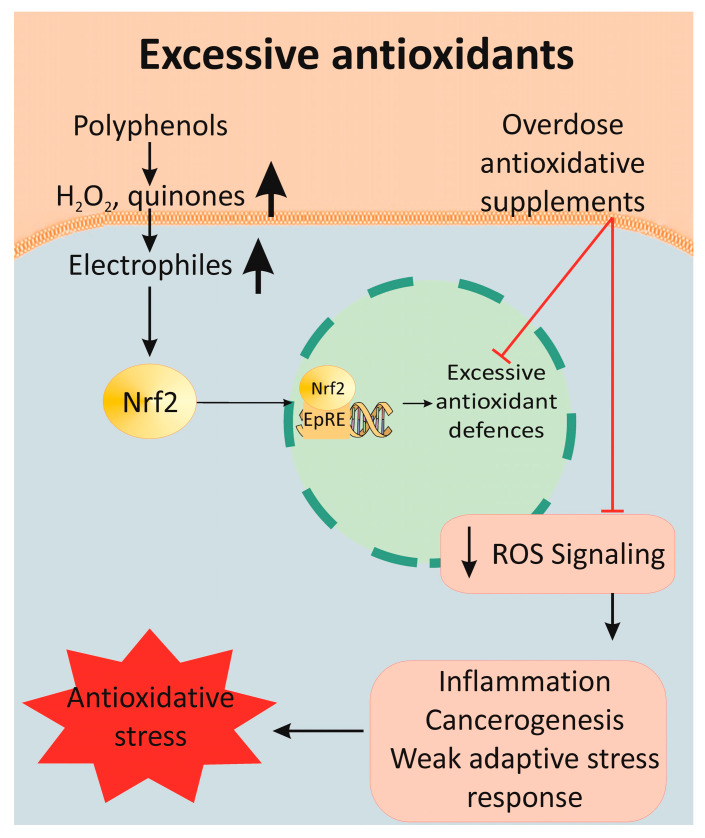 Excessive antioxidants
Polyphenols
H₂O₂, quinones
Electrophiles
Nrf2
Overdose
antioxidative
supplements
Nrf2
EpRE
Excessive
antioxidant
defences
ROS Signaling
Inflammation
Cancerogenesis
Weak adaptive stress
response
Antioxidative
stress